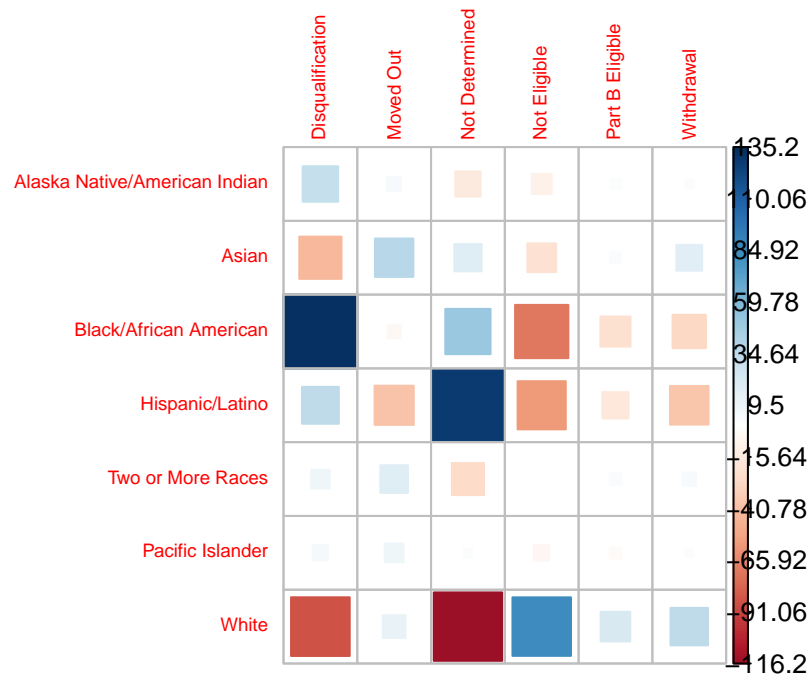 Disqualification
Moved Out
Not Determined
Not Eligible
Part B Eligible
Withdrawal
Alaska Native/American Indian
Asian
Black/African American
Hispanic/Latino
Two or More Races
Pacific Islander
White
135.2
110.06
84.92
59.78
34.64
9.5
−15.64
−40.78
−65.92
−91.06
−116.2